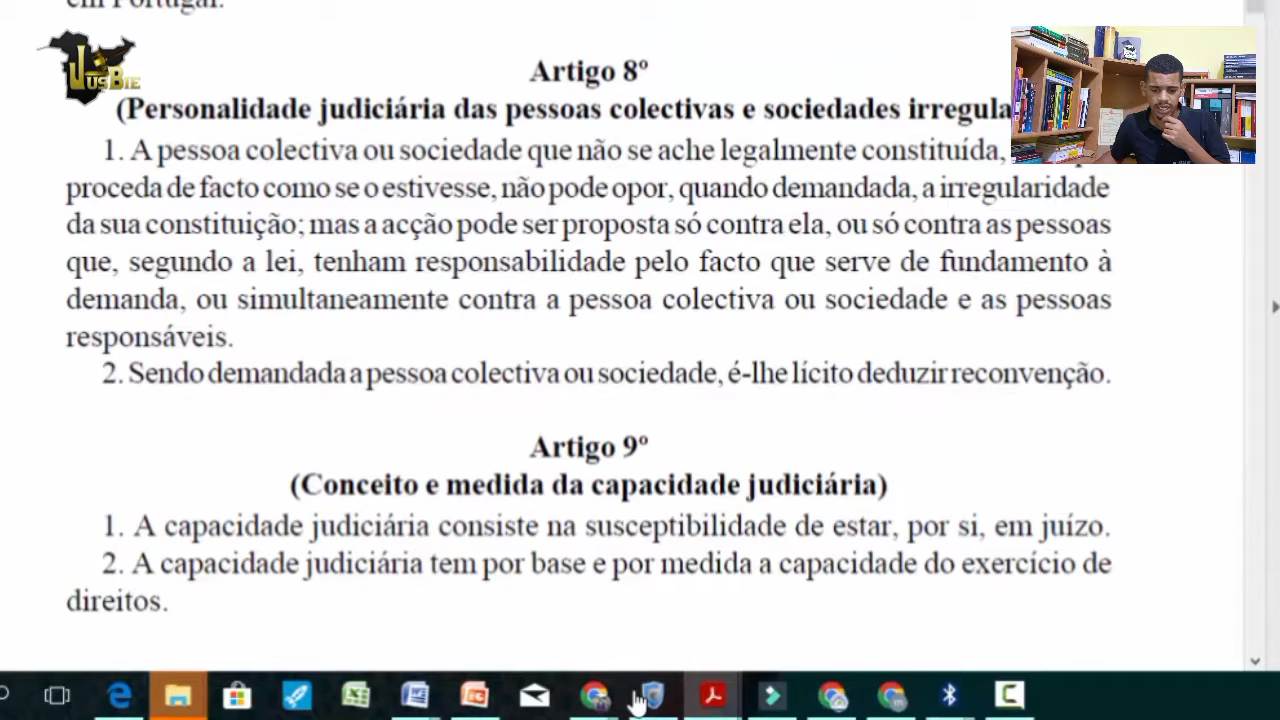 em Portugal.
JusBie
Artigo 8º
(Personalidade judiciária das pessoas colectivas e sociedades
1. A pessoa colectiva ou sociedade que não se ache legalmente constituída,
proceda de facto como se o estivesse, não pode opor, quando demandada, a irregularidade
da sua constituição; mas a acção pode ser proposta só contra ela, ou só contra as pessoas
que, segundo a lei, tenham responsabilidade pelo facto que serve de fundamento à
demanda, ou simultaneamente contra a pessoa colectiva ou sociedade e as pessoas
responsáveis.
2. Sendo demandada a pessoa colectiva ou sociedade, é-lhe lícito deduzir reconvenção.
Artigo 9º
(Conceito e medida da capacidade judiciária)
1. A capacidade judiciária consiste na susceptibilidade de estar, por si, em juízo.
2. A capacidade judiciária tem por base e por medida a capacidade do exercício de
direitos.